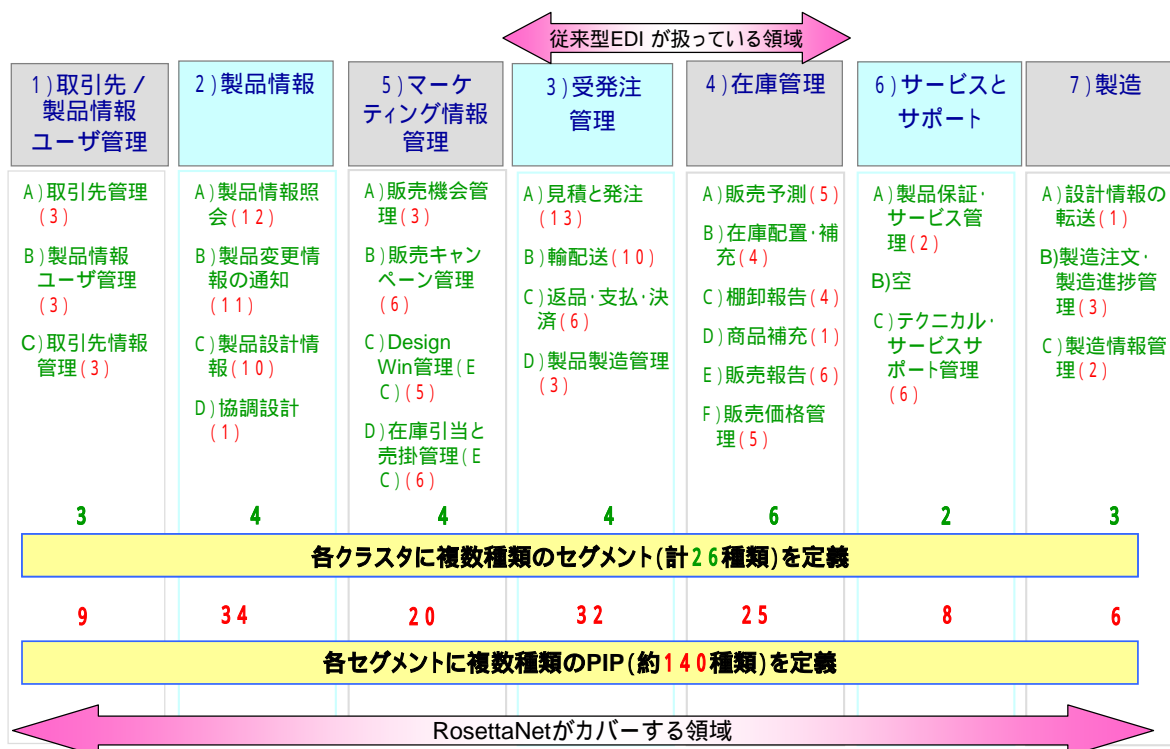 従来型EDI が扱っている領域
1)取引先／
製品情報
ユーザ管理
2)製品情報
5)マーケ
ティング情報
管理
3)受発注
管理
4)在庫管理
6)サービスと
サポート
7)製造
A)取引先管理
(3)
B)製品情報
ユーザ管理
(3)
C)取引先情報
管理(3)
A)製品情報照
会(12)
B)製品変更情
報の通知
(11)
C)製品設計情
報(10)
D)協調設計
(1)
A)販売機会管
理(3)
B)販売キャン
ペーン管理
(6)
C)Design
Win管理(E
C)(5)
D)在庫引当と
売掛管理(E
C)(6)
A)見積と発注
(13)
B)輸配送(10)
C)返品・支払・決
済(6)
D)製品製造管理
(3)
A)販売予測(5)
B)在庫配置・補
充(4)
C)棚卸報告(4)
D)商品補充(1)
E)販売報告(6)
F)販売価格管
理(5)
A)製品保証・
サービス管
理(2)
B)空
C)テクニカル・
サービスサ
ポート管理
(6)
A)設計情報の
転送(1)
B)製造注文・
製造進捗管
理(3)
C)製造情報管
理(2)
3 4 4 4 6 2 3
各クラスタに複数種類のセグメント(計26種類)を定義
9 34 20 32 25 8 6
各セグメントに複数種類のPIP(約140種類)を定義
RosettaNetがカバーする領域